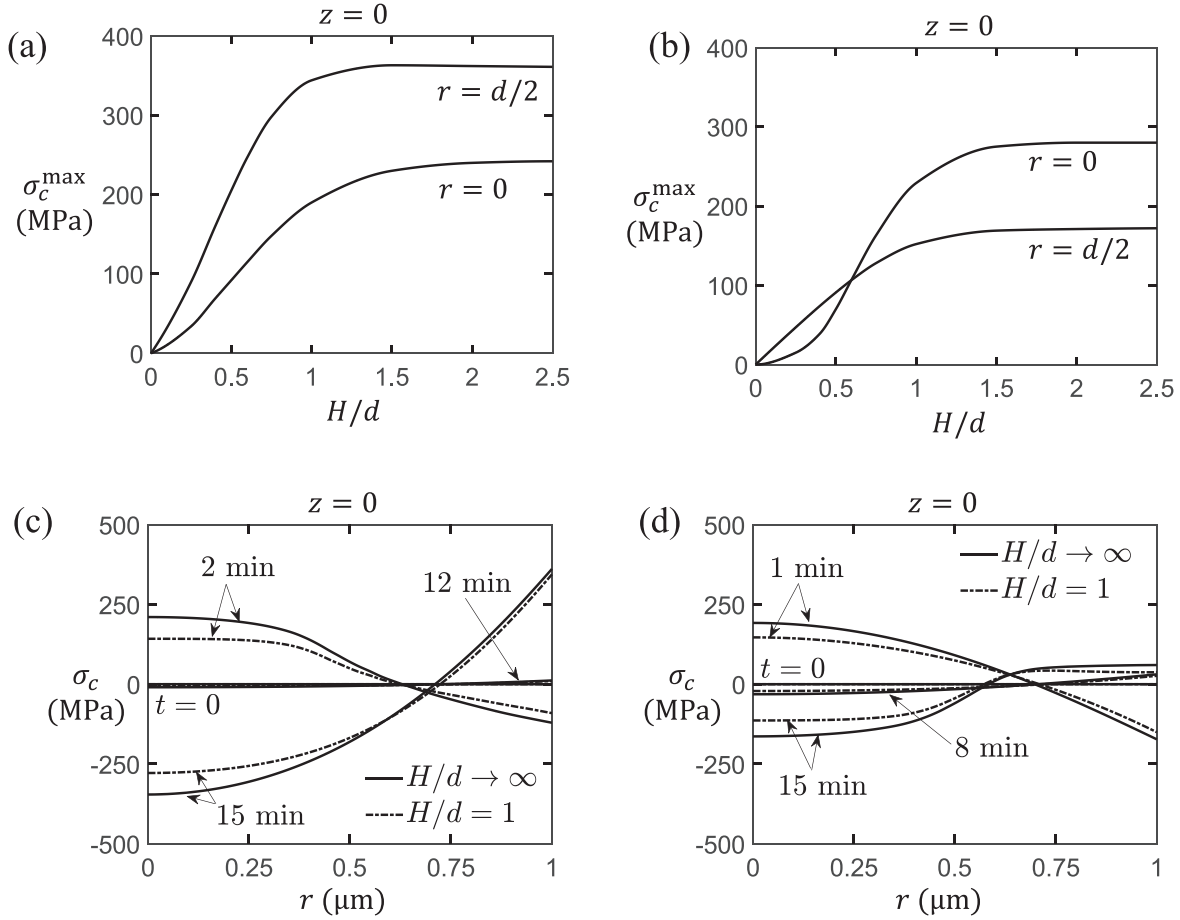 (a)
z = 0
400
300
200
100
0
σ_c^max
(MPa)
r = d/2
r = 0
0 0.5 1 1.5 2 2.5
H/d
(b)
z = 0
400
300
200
100
0
σ_c^max
(MPa)
r = 0
r = d/2
0 0.5 1 1.5 2 2.5
H/d
(c)
z = 0
500
250
0
-250
-500
σ_c
(MPa)
2 min
12 min
t = 0
15 min
H/d → ∞
H/d = 1
0 0.25 0.5 0.75 1
r (μm)
(d)
z = 0
500
250
0
-250
-500
σ_c
(MPa)
1 min
H/d → ∞
H/d = 1
t = 0
8 min
15 min
0 0.25 0.5 0.75 1
r (μm)